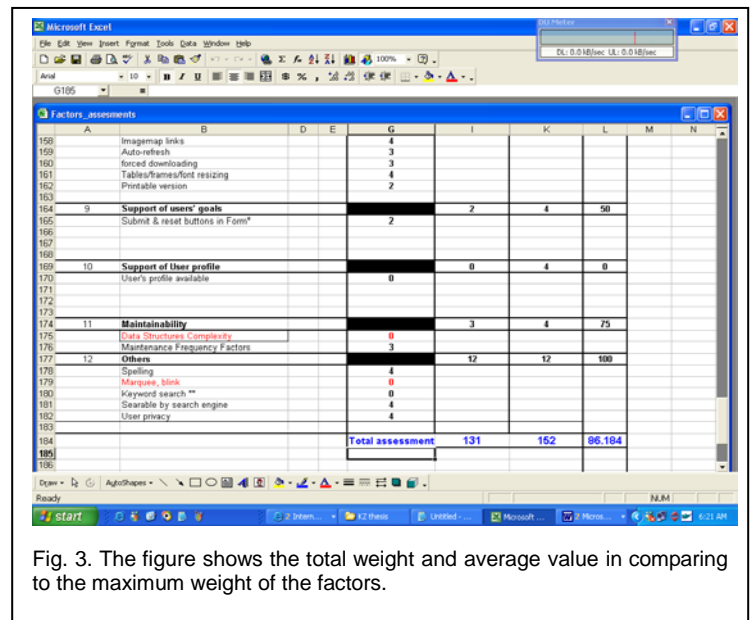 Microsoft Excel
DU Meter
File Edit View Insert Format Tools Data Window Help
DL: 0.0 kB/sec UL: 0.0 kB/sec
100%
Arial 10 B I U
G185 =
Factors_assesments
A B D E G I K L M N
158 Imagemap links 4
159 Auto-refresh 3
160 forced downloading 3
161 Tables/frames/font resizing 4
162 Printable version 2
163
164 9 Support of users' goals 2 4 50
165 Submit & reset buttons in Form* 2
166
167
168
169 10 Support of User profile 0 4 0
170 User's profile available 0
171
172
173
174 11 Maintainability 3 4 75
175 Data Structures Complexity 0
176 Maintenance Frequency Factors 3
177 12 Others 12 12 100
178 Spelling 4
179 Marquee, blink 0
180 Keyword search ** 0
181 Searable by search engine 4
182 User privacy 4
183
184 Total assessment 131 152 86.184
185
186
Draw AutoShapes
Ready NUM
start 2 Intern... KZ thesis Untitled - ... Microsoft ... 2 Micros... 6:21 AM
Fig. 3. The figure shows the total weight and average value in comparing
to the maximum weight of the factors.